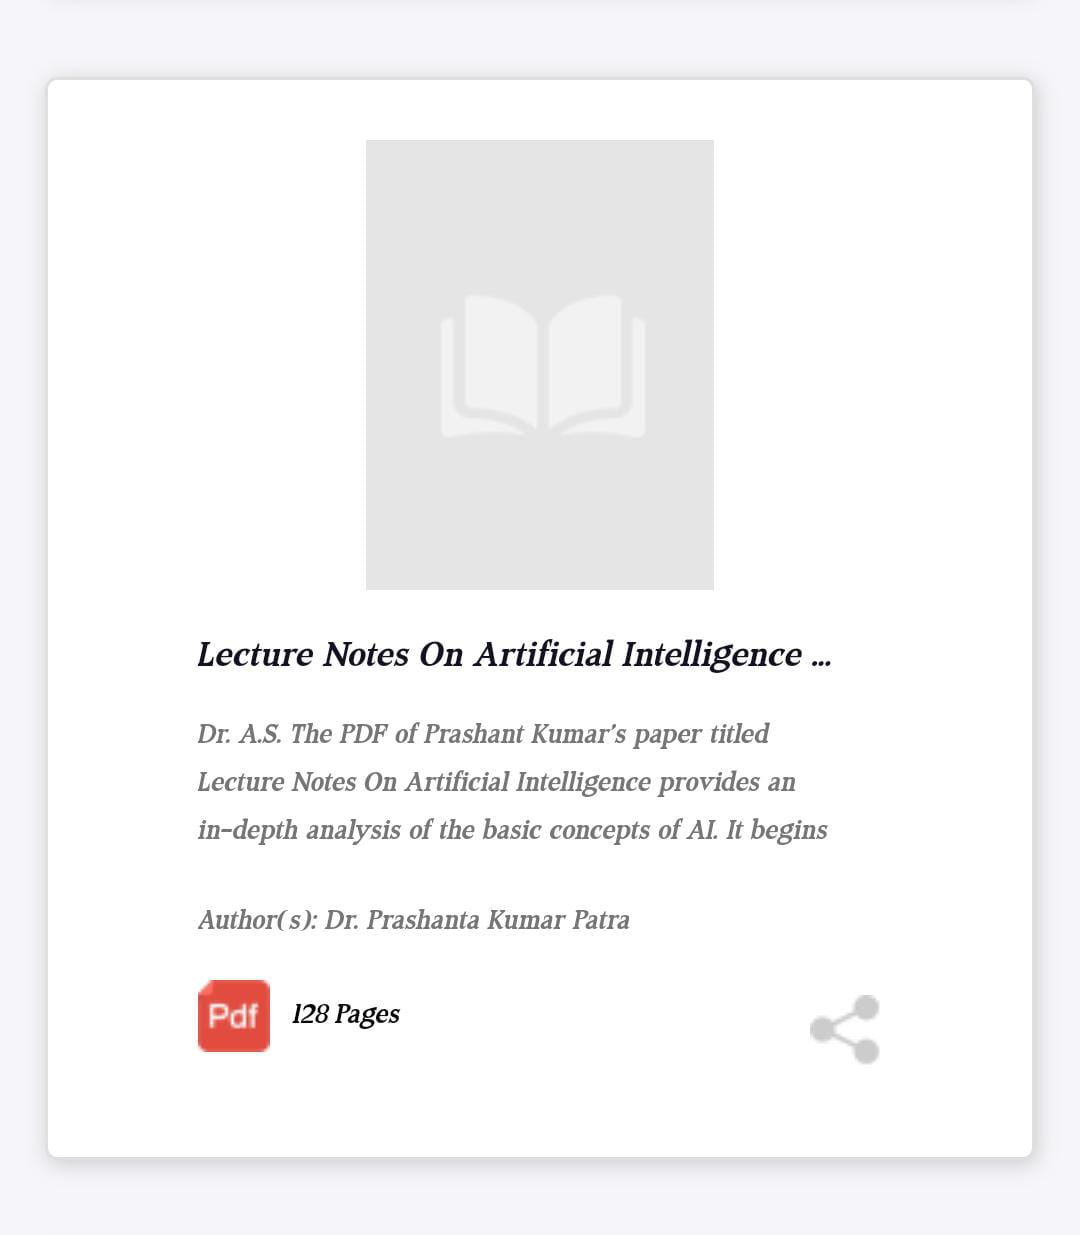 Lecture Notes On Artificial Intelligence ...
Dr. A.S. The PDF of Prashant Kumar's paper titled
Lecture Notes On Artificial Intelligence provides an
in-depth analysis of the basic concepts of AI. It begins
Author(s): Dr. Prashanta Kumar Patra
Pdf
128 Pages